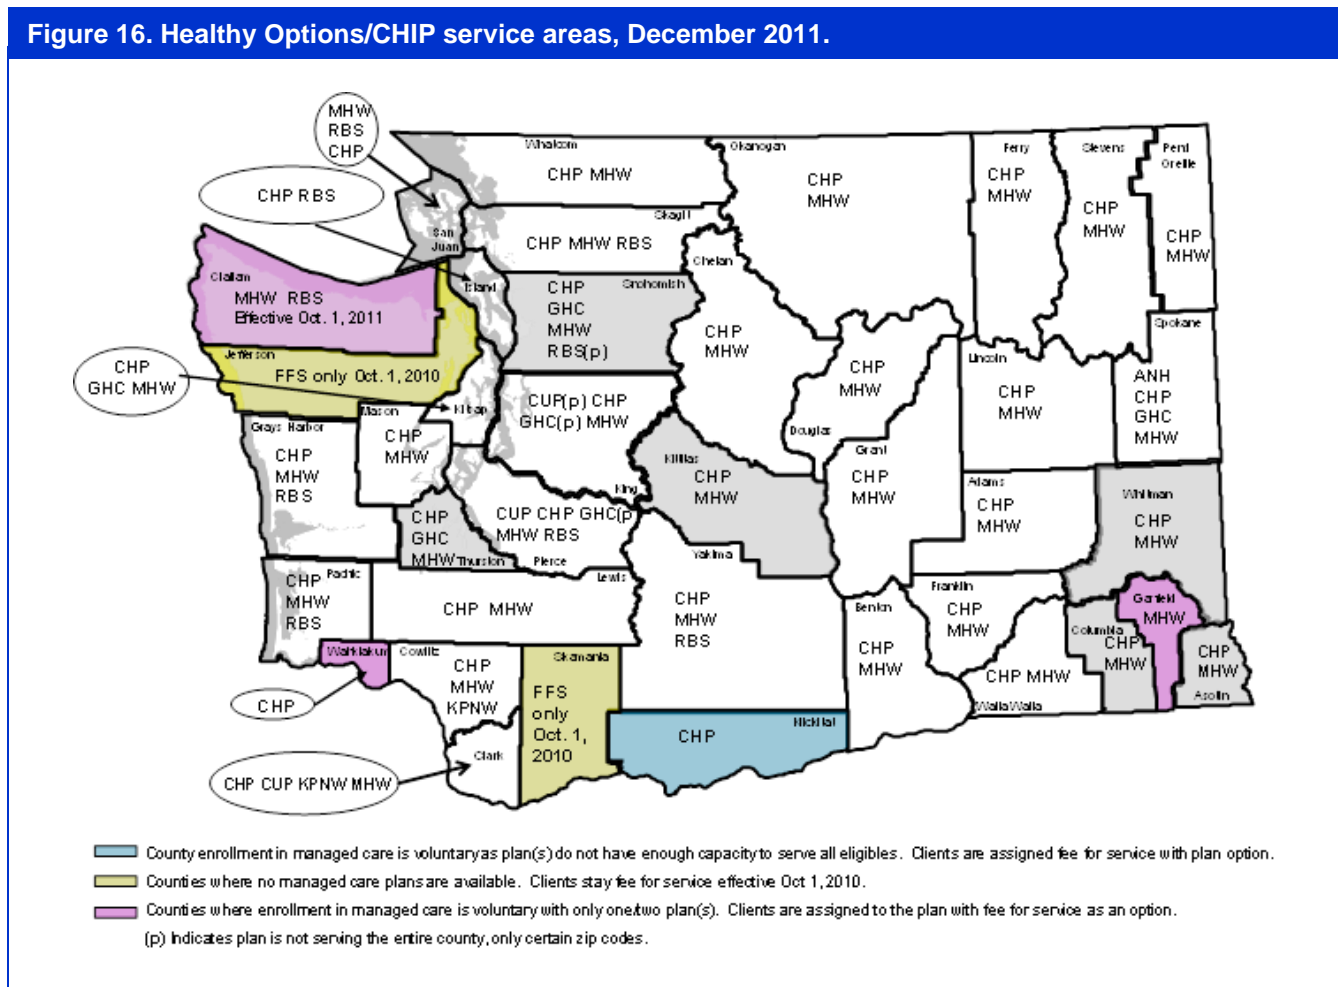 Figure 16. Healthy Options/CHIP service areas, December 2011.
MHW
RBS
CHP
CHP RBS
Whatcom
CHP MHW
Okanogan
CHP
MHW
Ferry
CHP
MHW
Stevens
CHP
MHW
Pend
Oreille
CHP
MHW
San
Juan
Skagit
CHP MHW RBS
Clallam
MHW RBS
Effective Oct. 1, 2011
Island
Snohomish
CHP
GHC
MHW
RBS(p)
Chelan
CHP
MHW
Jefferson
FFS only Oct. 1, 2010
CHP
GHC MHW
Kitsap
CUP(p) CHP
GHC(p) MHW
King
CHP
MHW
Douglas
Lincoln
CHP
MHW
Spokane
ANH
CHP
GHC
MHW
Grays Harbor
CHP
MHW
RBS
Mason
CHP
MHW
Kittitas
CHP
MHW
Grant
CHP
MHW
Adams
CHP
MHW
Whitman
CHP
MHW
CHP
GHC
MHW Thurston
CUP CHP GHC(p
MHW RBS
Pierce
Yakima
CHP
MHW
RBS
Pacific
CHP
MHW
RBS
Lewis
CHP MHW
Benton
CHP
MHW
Franklin
CHP
MHW
CHP MHW
Walla Walla
Columbia
CHP
MHW
Garfield
MHW
CHP
MHW
Asotin
Wahkiakum
CHP
Cowlitz
CHP
MHW
KPNW
Skamania
FFS
only
Oct. 1,
2010
Klickitat
CHP
Clark
CHP CUP KPNW MHW
County enrollment in managed care is voluntary as plan(s) do not have enough capacity to serve all eligibles. Clients are assigned fee for service with plan option.
Counties where no managed care plans are available. Clients stay fee for service effective Oct 1, 2010.
Counties where enrollment in managed care is voluntary with only one/two plan(s). Clients are assigned to the plan with fee for service as an option.
(p) Indicates plan is not serving the entire county, only certain zip codes.